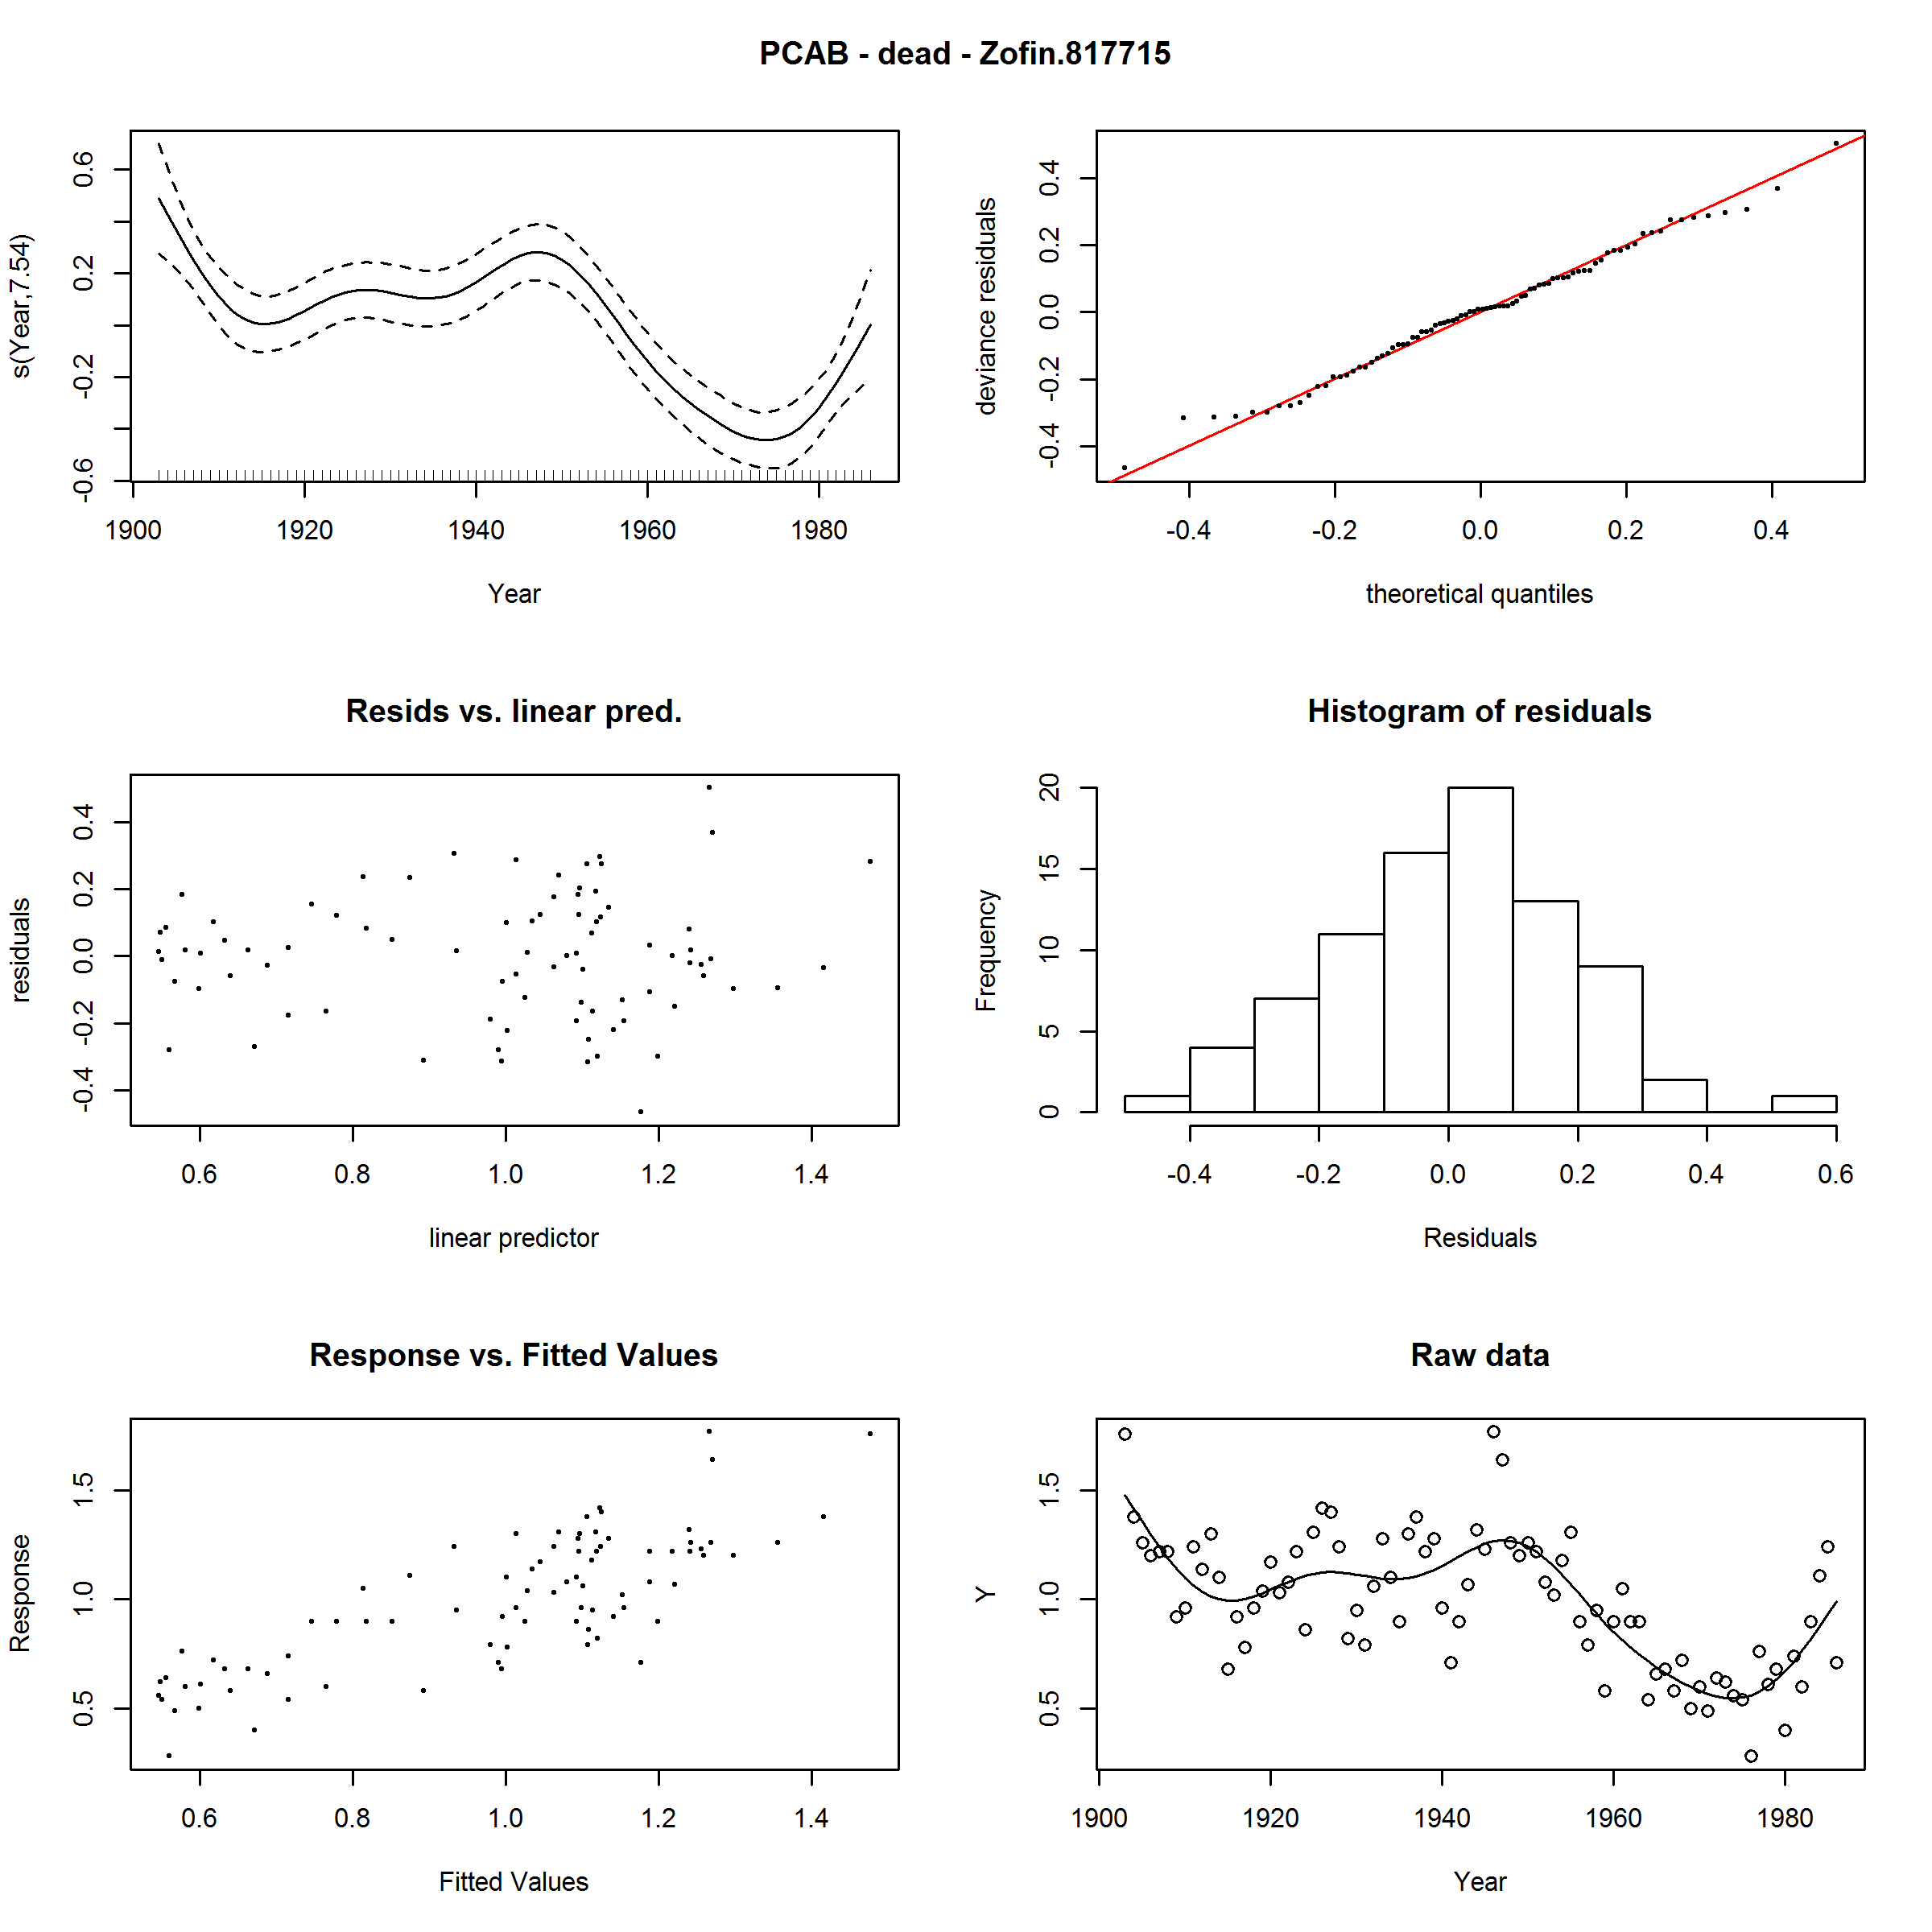 PCAB - dead - Zofin.817715
s(Year,7.54)
-0.6 -0.2 0.2 0.6
1900 1920 1940 1960 1980
Year
deviance residuals
-0.4 -0.2 0.0 0.2 0.4
-0.4 -0.2 0.0 0.2 0.4
theoretical quantiles
Resids vs. linear pred.
residuals
-0.4 -0.2 0.0 0.2 0.4
0.6 0.8 1.0 1.2 1.4
linear predictor
Histogram of residuals
Frequency
0 5 10 15 20
-0.4 -0.2 0.0 0.2 0.4 0.6
Residuals
Response vs. Fitted Values
Response
0.5 1.0 1.5
0.6 0.8 1.0 1.2 1.4
Fitted Values
Raw data
Y
0.5 1.0 1.5
1900 1920 1940 1960 1980
Year